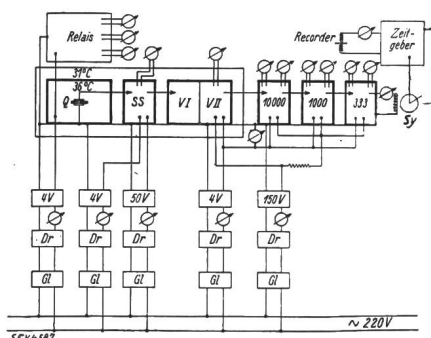 Relais
Recorder
Zeit-
geber
31°C
36°C
Q
SS
VI
VII
10000
1000
333
Sy
4V
4V
50V
4V
150V
Dr
Dr
Dr
Dr
Dr
Gl
Gl
Gl
Gl
Gl
~ 220V